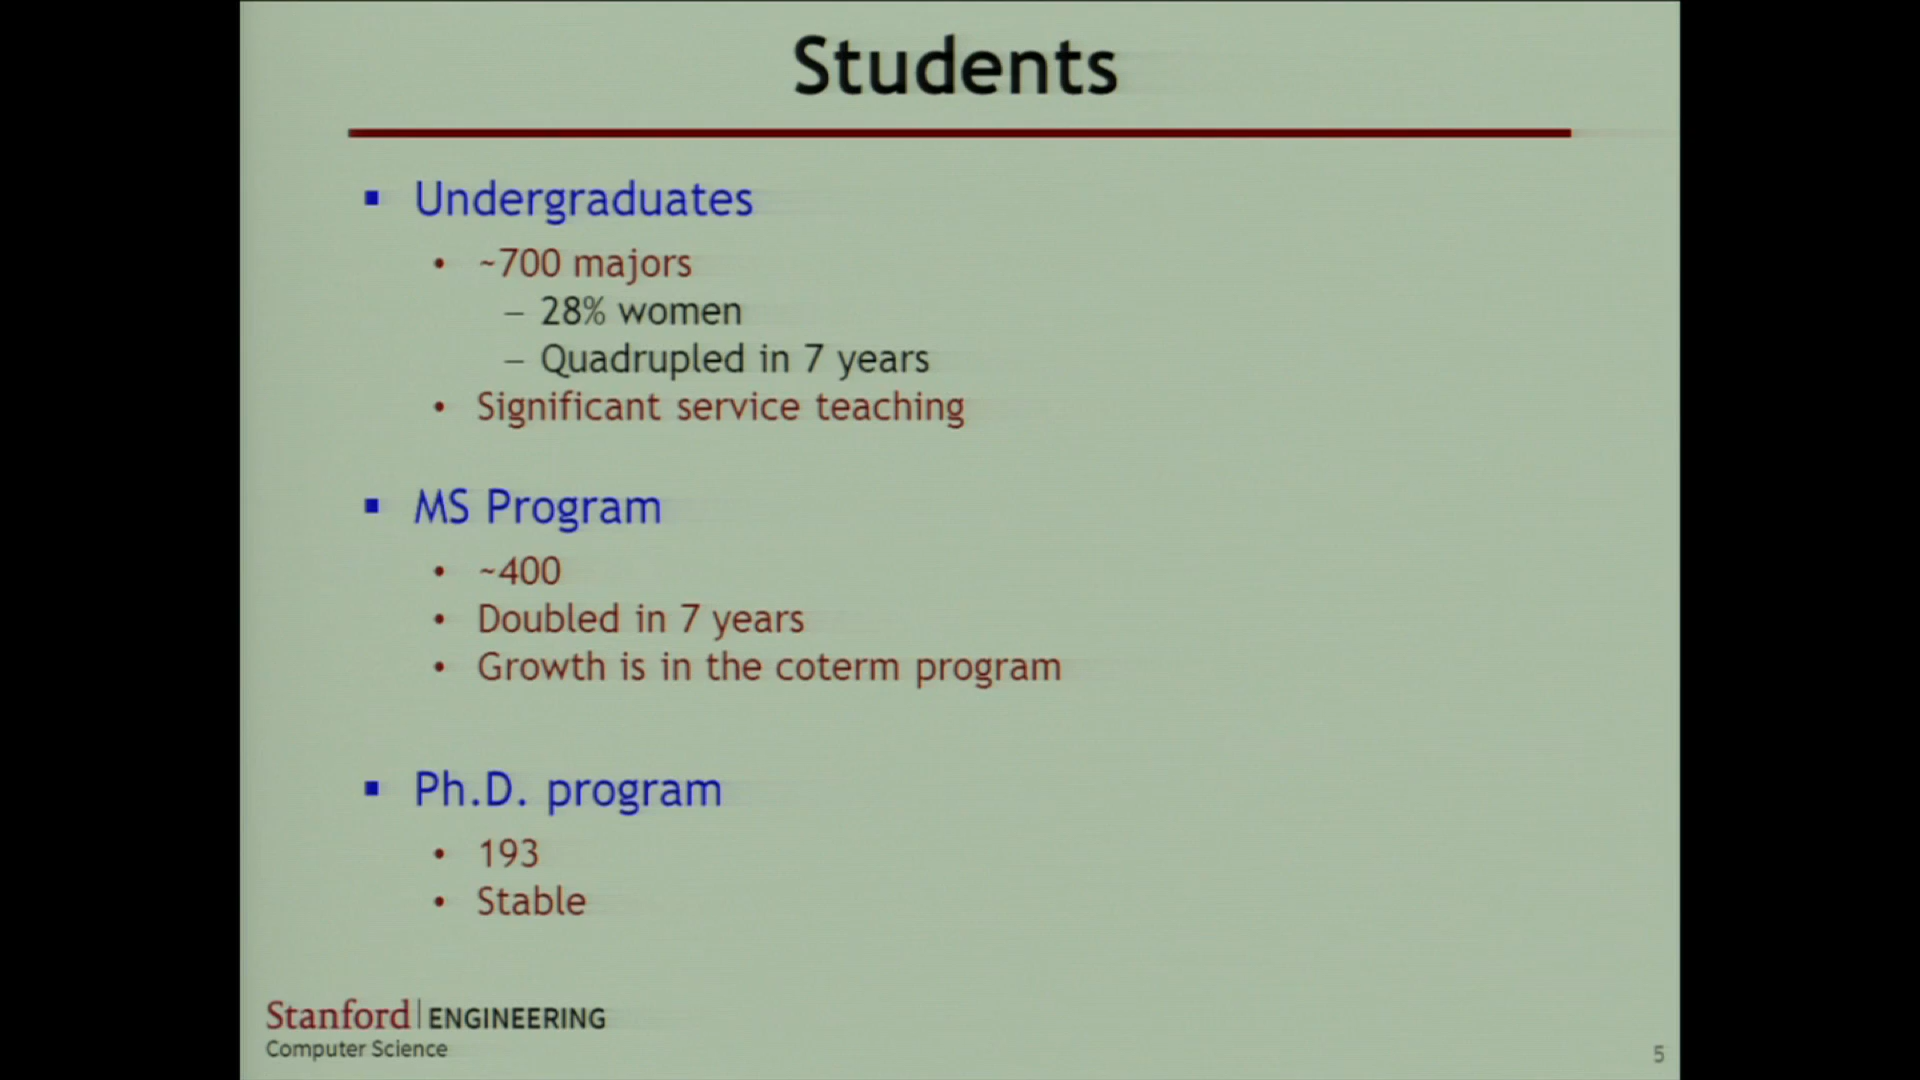 Students
▪ Undergraduates
• ~700 majors
– 28% women
– Quadrupled in 7 years
• Significant service teaching
▪ MS Program
• ~400
• Doubled in 7 years
• Growth is in the coterm program
▪ Ph.D. program
• 193
• Stable
Stanford | ENGINEERING
Computer Science
5